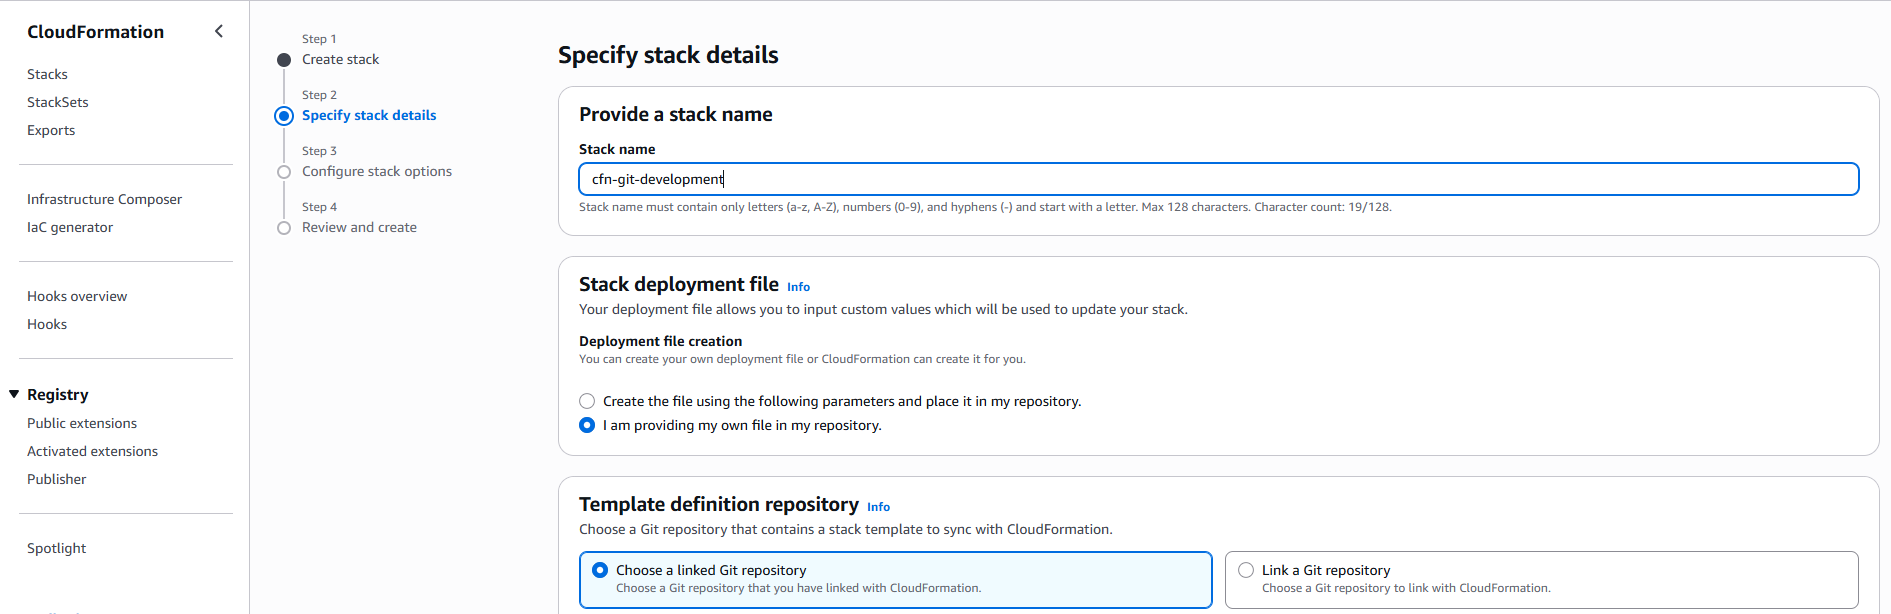 CloudFormation
Stacks
StackSets
Exports
Infrastructure Composer
IaC generator
Hooks overview
Hooks
Registry
Public extensions
Activated extensions
Publisher
Spotlight
Step 1
Create stack
Step 2
Specify stack details
Step 3
Configure stack options
Step 4
Review and create
Specify stack details
Provide a stack name
Stack name
cfn-git-development
Stack name must contain only letters (a-z, A-Z), numbers (0-9), and hyphens (-) and start with a letter. Max 128 characters. Character count: 19/128.
Stack deployment file Info
Your deployment file allows you to input custom values which will be used to update your stack.
Deployment file creation
You can create your own deployment file or CloudFormation can create it for you.
Create the file using the following parameters and place it in my repository.
I am providing my own file in my repository.
Template definition repository Info
Choose a Git repository that contains a stack template to sync with CloudFormation.
Choose a linked Git repository
Choose a Git repository that you have linked with CloudFormation.
Link a Git repository
Choose a Git repository to link with CloudFormation.